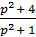 p² + 4
p² + 1